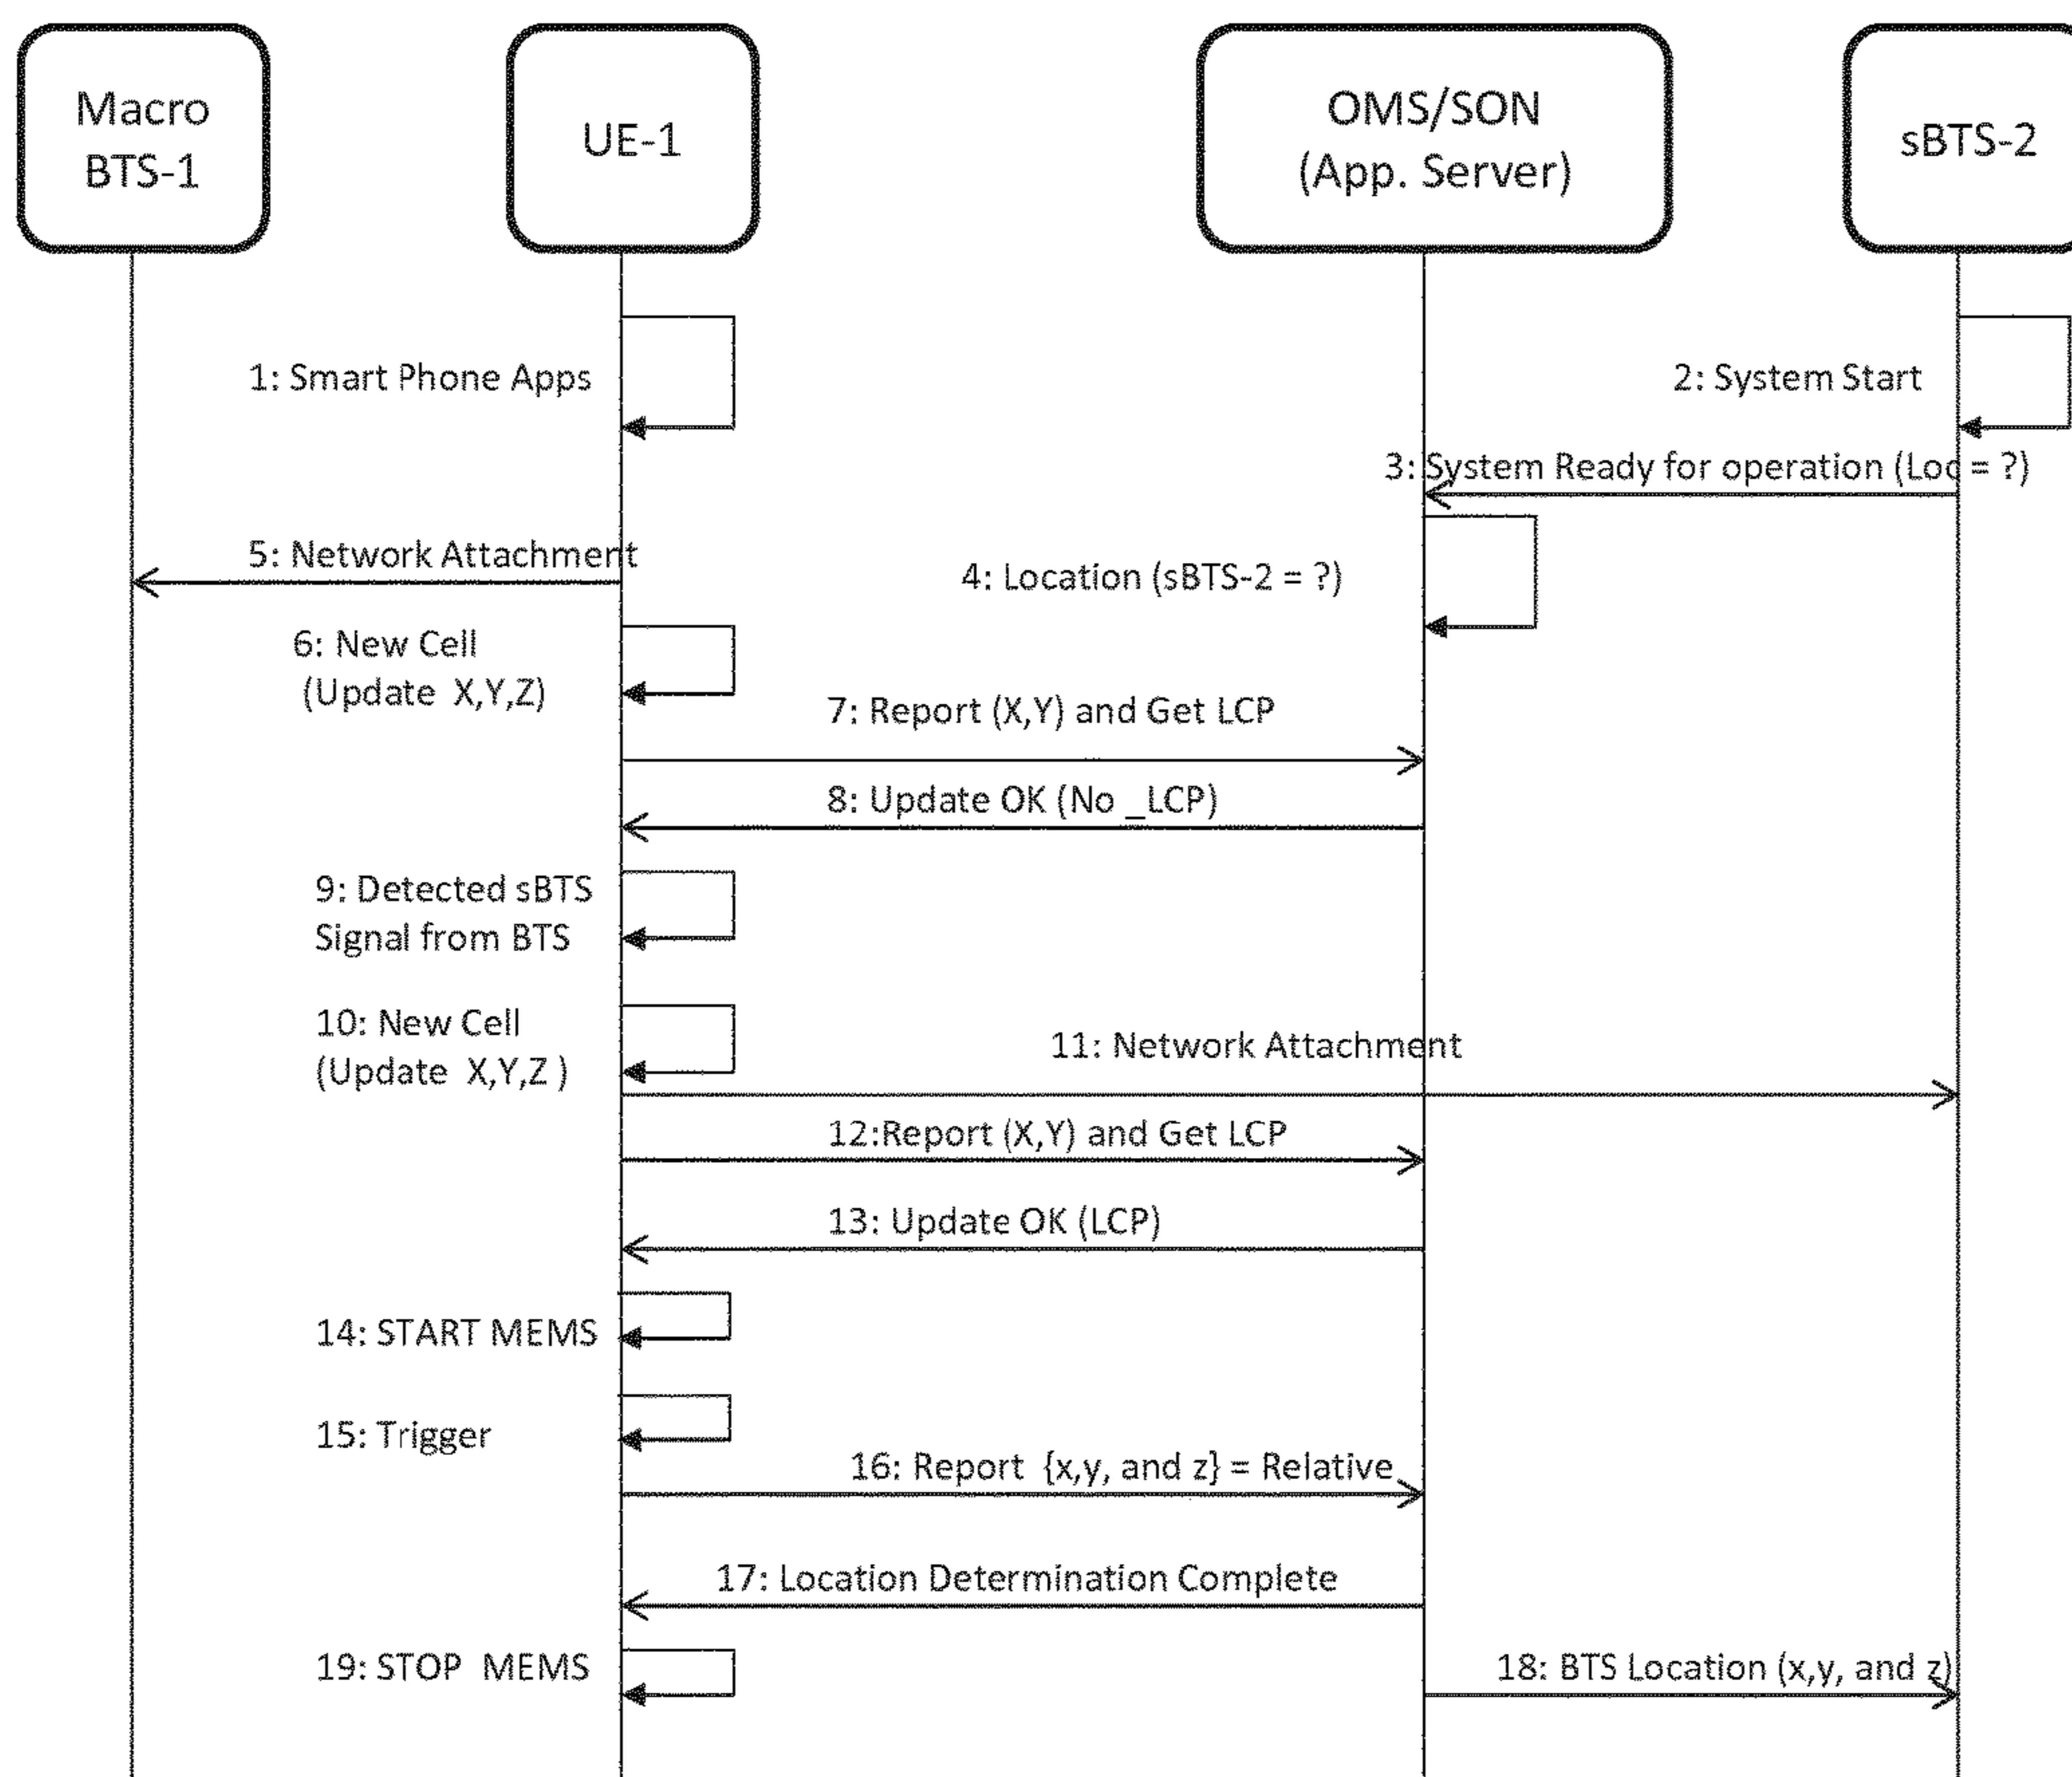 Macro
BTS-1
UE-1
OMS/SON
(App. Server)
sBTS-2
1: Smart Phone Apps
2: System Start
3: System Ready for operation (Loc = ?)
5: Network Attachment
4: Location (sBTS-2 = ?)
6: New Cell
(Update X,Y,Z)
7: Report (X,Y) and Get LCP
8: Update OK (No _LCP)
9: Detected sBTS
Signal from BTS
10: New Cell
(Update X,Y,Z )
11: Network Attachment
12:Report (X,Y) and Get LCP
13: Update OK (LCP)
14: START MEMS
15: Trigger
16: Report {x,y, and z} = Relative
17: Location Determination Complete
19: STOP MEMS
18: BTS Location (x,y, and z)